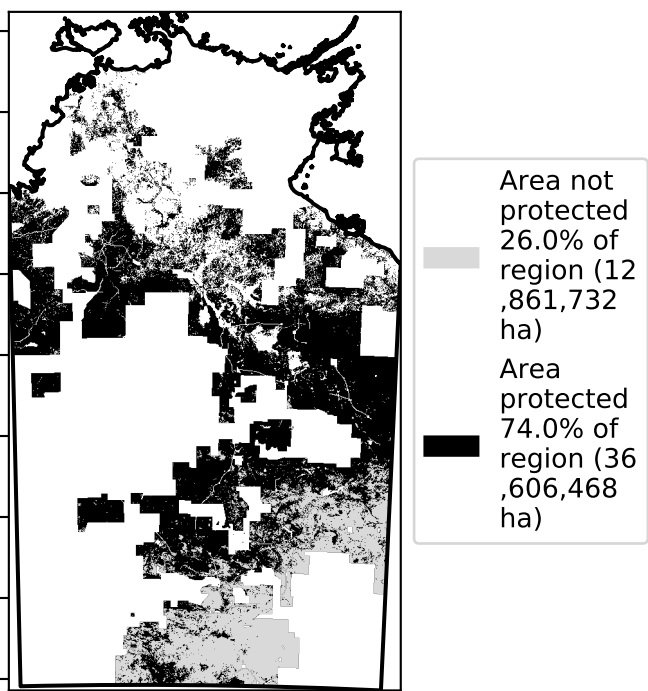 Area not
protected
26.0% of
region (12
,861,732
ha)
Area
protected
74.0% of
region (36
,606,468
ha)